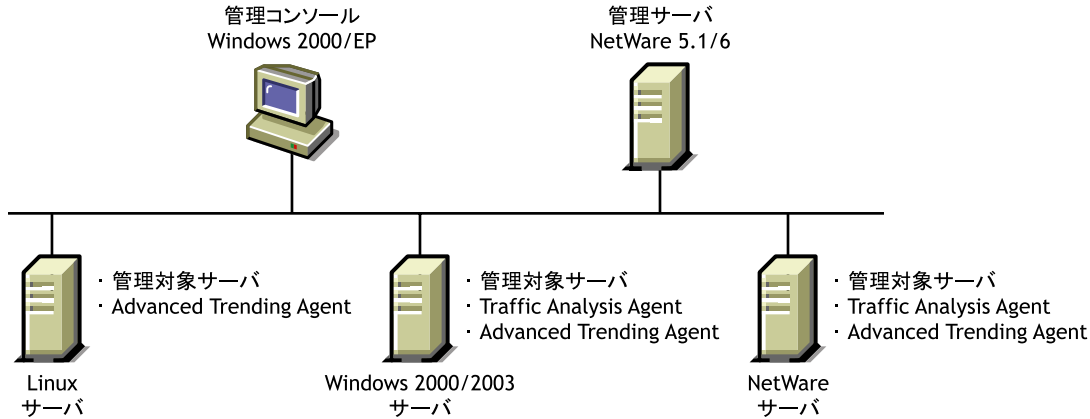 管理コンソール
Windows 2000/EP
管理サーバ
NetWare 5.1/6
・管理対象サーバ
・Advanced Trending Agent
・管理対象サーバ
・Traffic Analysis Agent
・Advanced Trending Agent
・管理対象サーバ
・Traffic Analysis Agent
・Advanced Trending Agent
Linux
サーバ
Windows 2000/2003
サーバ
NetWare
サーバ